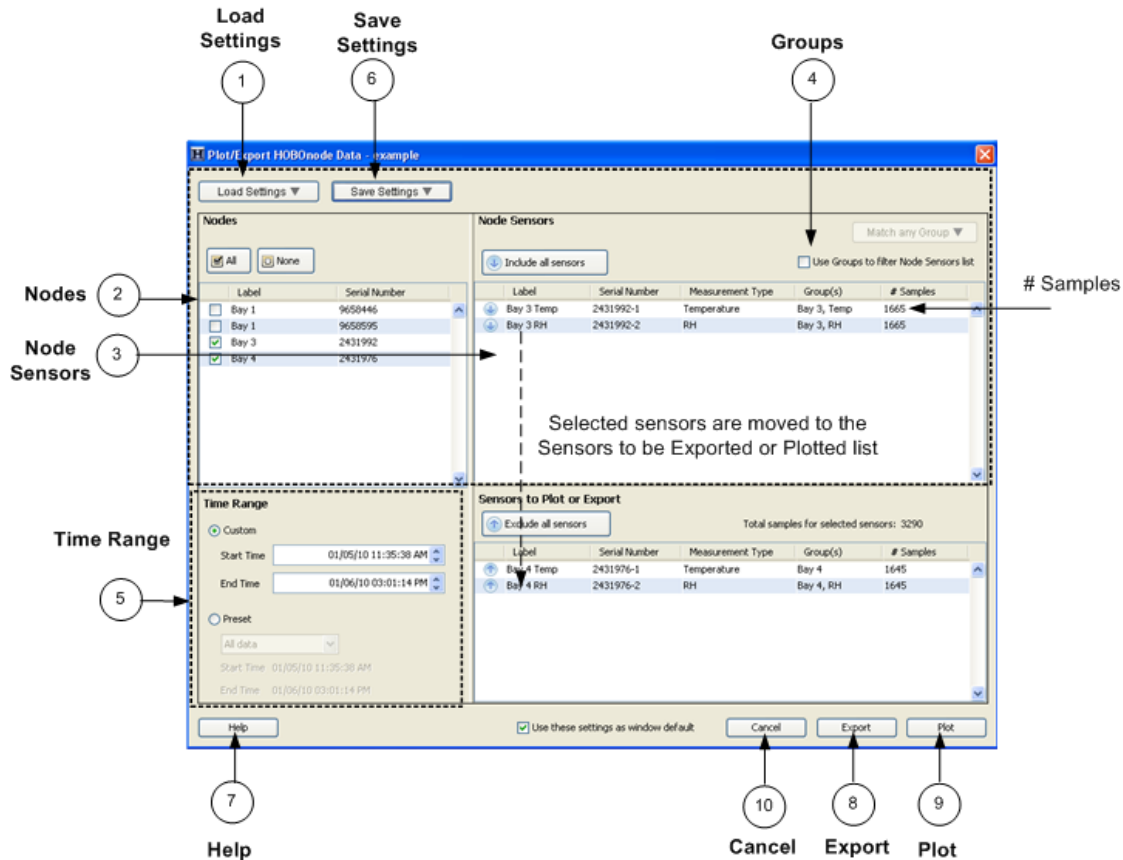 Load
Settings
Save
Settings
Groups
1
6
4
Plot/Export HOBOnode Data - example
Load Settings ▼
Save Settings ▼
Nodes
Node Sensors
Match any Group ▼
All
None
Include all sensors
Use Groups to filter Node Sensors list
Label Serial Number
Label Serial Number Measurement Type Group(s) # Samples
# Samples
Nodes 2
Bay 1 9658446
Bay 1 9658595
Bay 3 2431992
Bay 4 2431976
Bay 3 Temp 2431992-1 Temperature Bay 3, Temp 1665
Bay 3 RH 2431992-2 RH Bay 3, RH 1665
Node
Sensors
3
Selected sensors are moved to the
Sensors to be Exported or Plotted list
Time Range
5
Time Range
Custom
Start Time 01/05/10 11:35:38 AM
End Time 01/06/10 03:01:14 PM
Preset
All data
Start Time 01/05/10 11:35:38 AM
End Time 01/06/10 03:01:14 PM
Sensors to Plot or Export
Exclude all sensors
Total samples for selected sensors: 3290
Label Serial Number Measurement Type Group(s) # Samples
Bay 4 Temp 2431976-1 Temperature Bay 4 1645
Bay 4 RH 2431976-2 RH Bay 4, RH 1645
Help
Use these settings as window default
Cancel
Export
Plot
7
10
8
9
Help
Cancel
Export
Plot